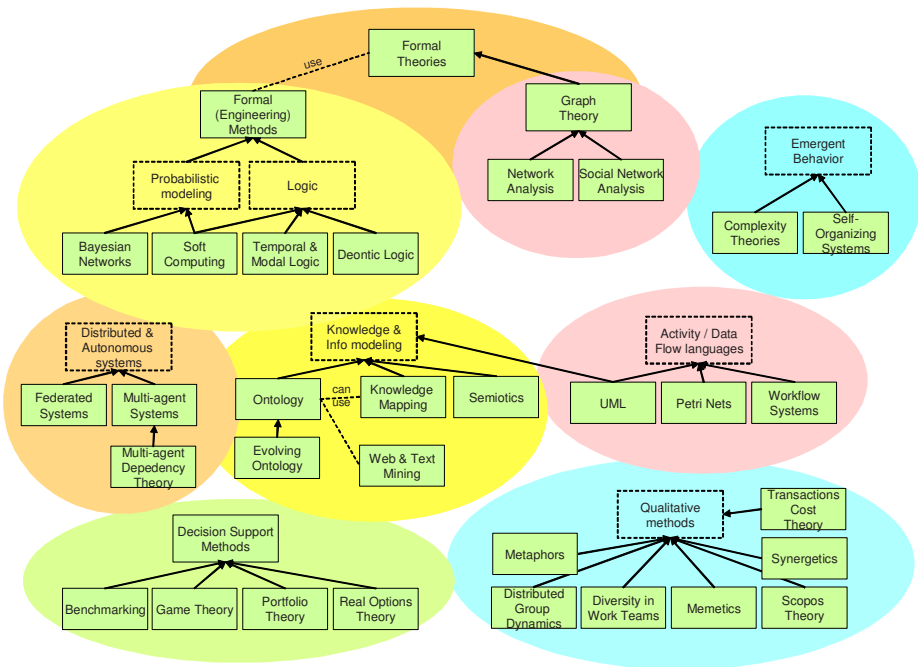 Formal
Theories
use
Formal
(Engineering)
Methods
Graph
Theory
Emergent
Behavior
Probabilistic
modeling
Logic
Network
Analysis
Social Network
Analysis
Complexity
Theories
Self-
Organizing
Systems
Bayesian
Networks
Soft
Computing
Temporal &
Modal Logic
Deontic Logic
Distributed &
Autonomous
systems
Knowledge &
Info modeling
Activity / Data
Flow languages
Federated
Systems
Multi-agent
Systems
Ontology
can
use
Knowledge
Mapping
Semiotics
UML
Petri Nets
Workflow
Systems
Multi-agent
Depedency
Theory
Evolving
Ontology
Web & Text
Mining
Decision Support
Methods
Qualitative
methods
Transactions
Cost
Theory
Metaphors
Synergetics
Benchmarking
Game Theory
Portfolio
Theory
Real Options
Theory
Distributed
Group
Dynamics
Diversity in
Work Teams
Memetics
Scopos
Theory